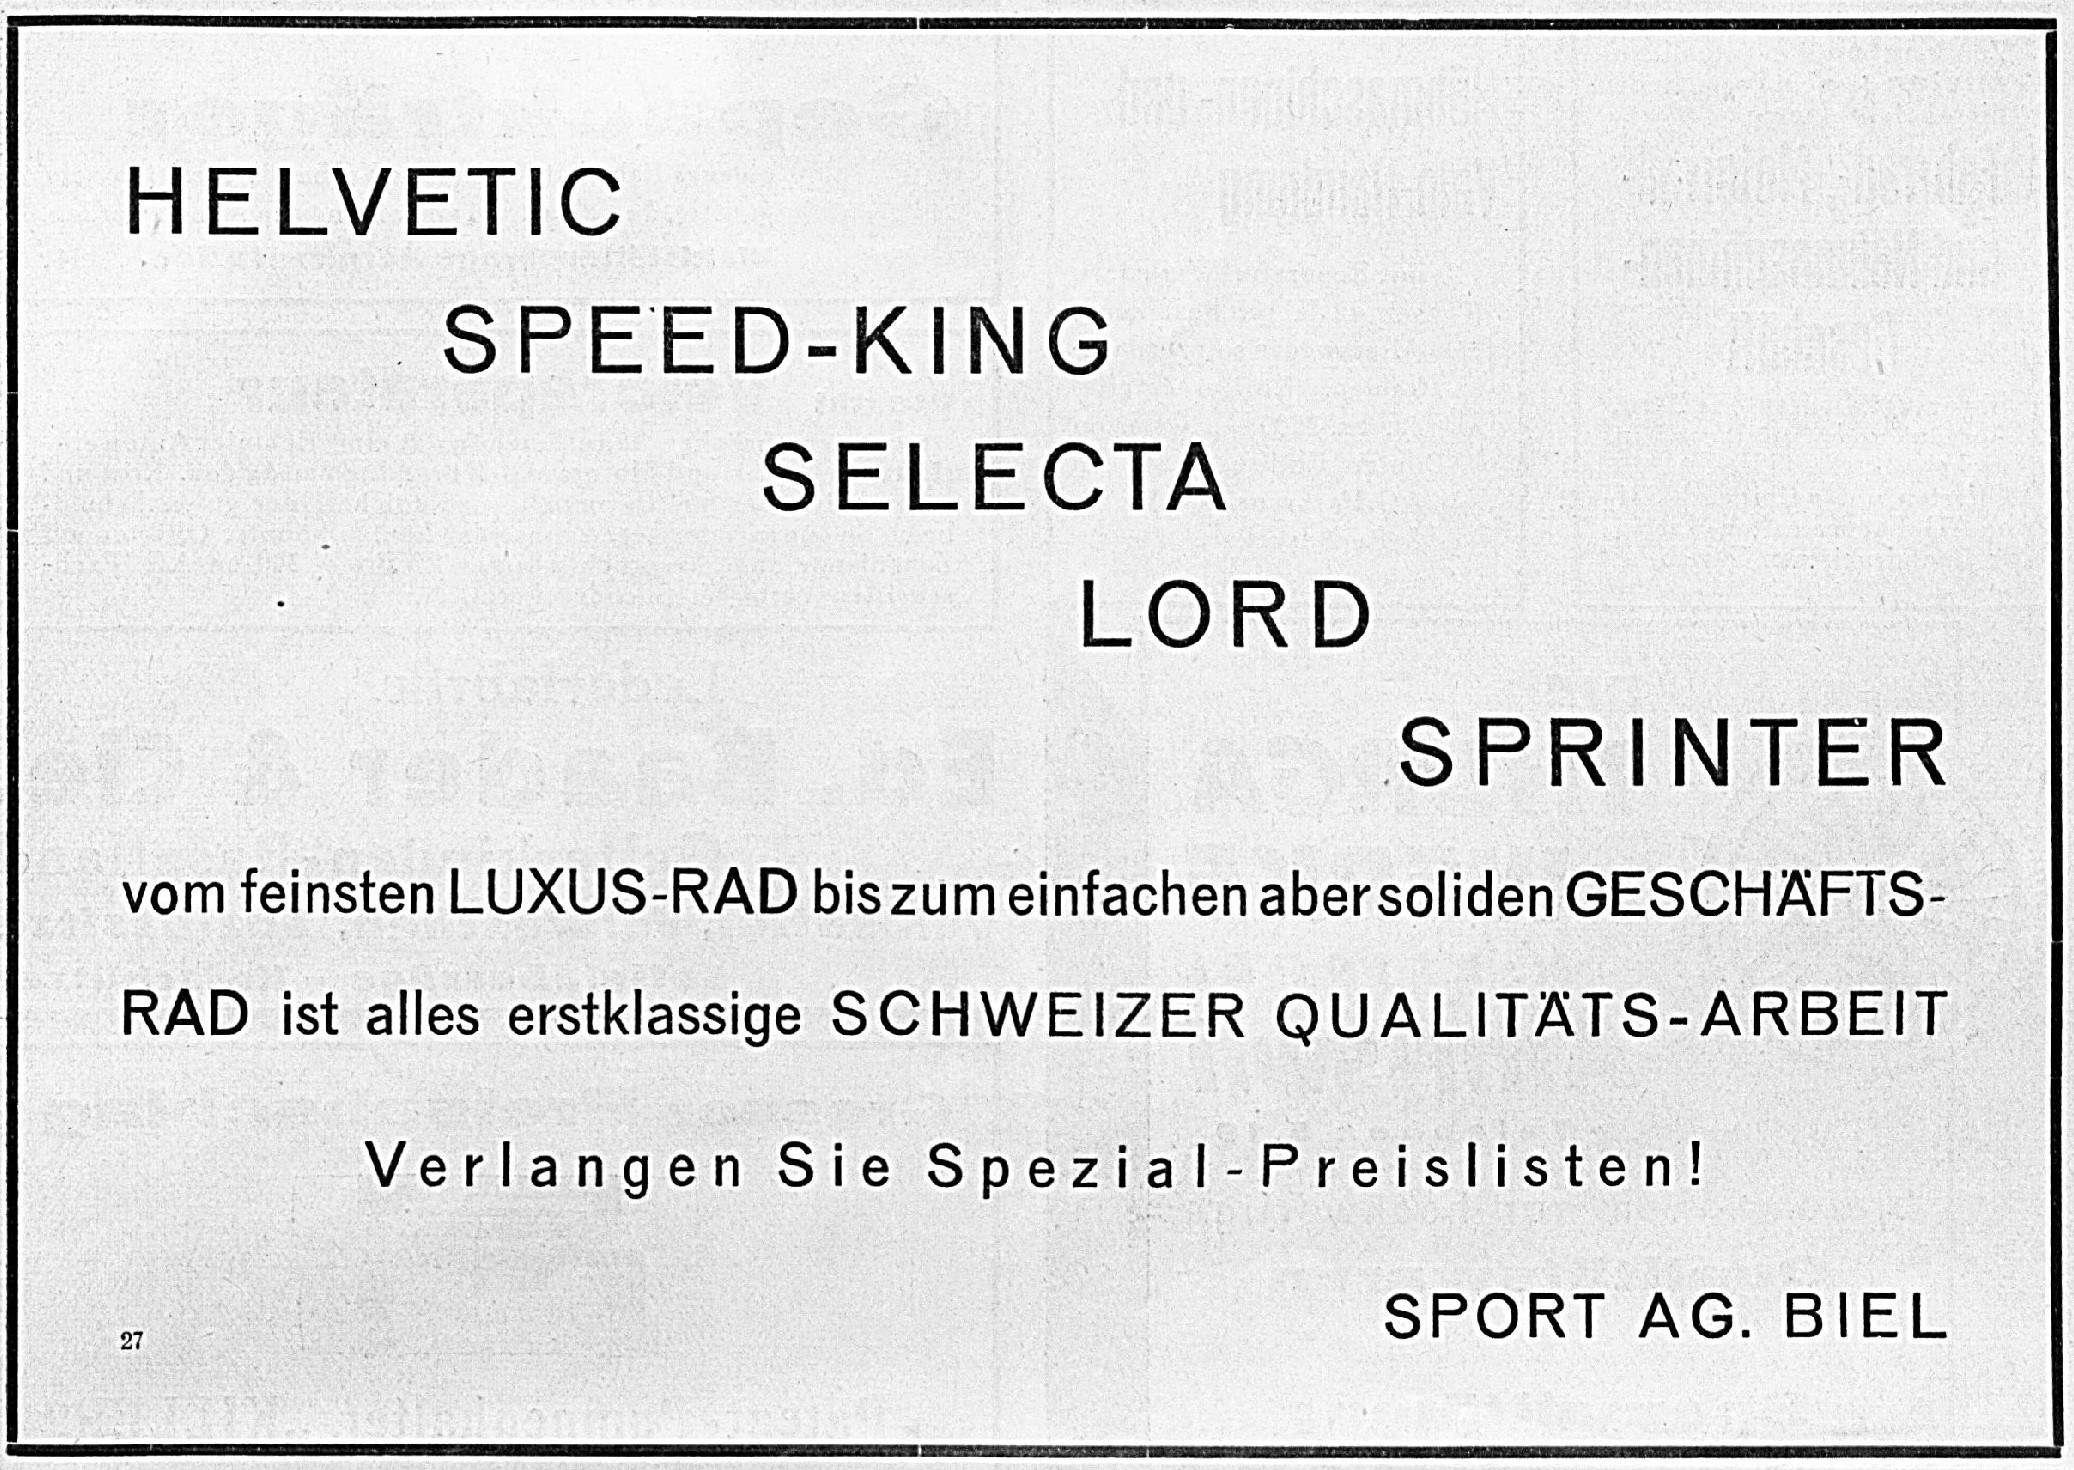 HELVETIC
SPEED-KING
SELECTA
LORD
SPRINTER
vom feinsten LUXUS-RAD bis zum einfachen aber soliden GESCHÄFTS-
RAD ist alles erstklassige SCHWEIZER QUALITÄTS-ARBEIT
Verlangen Sie Spezial-Preislisten!
SPORT AG. BIEL
27